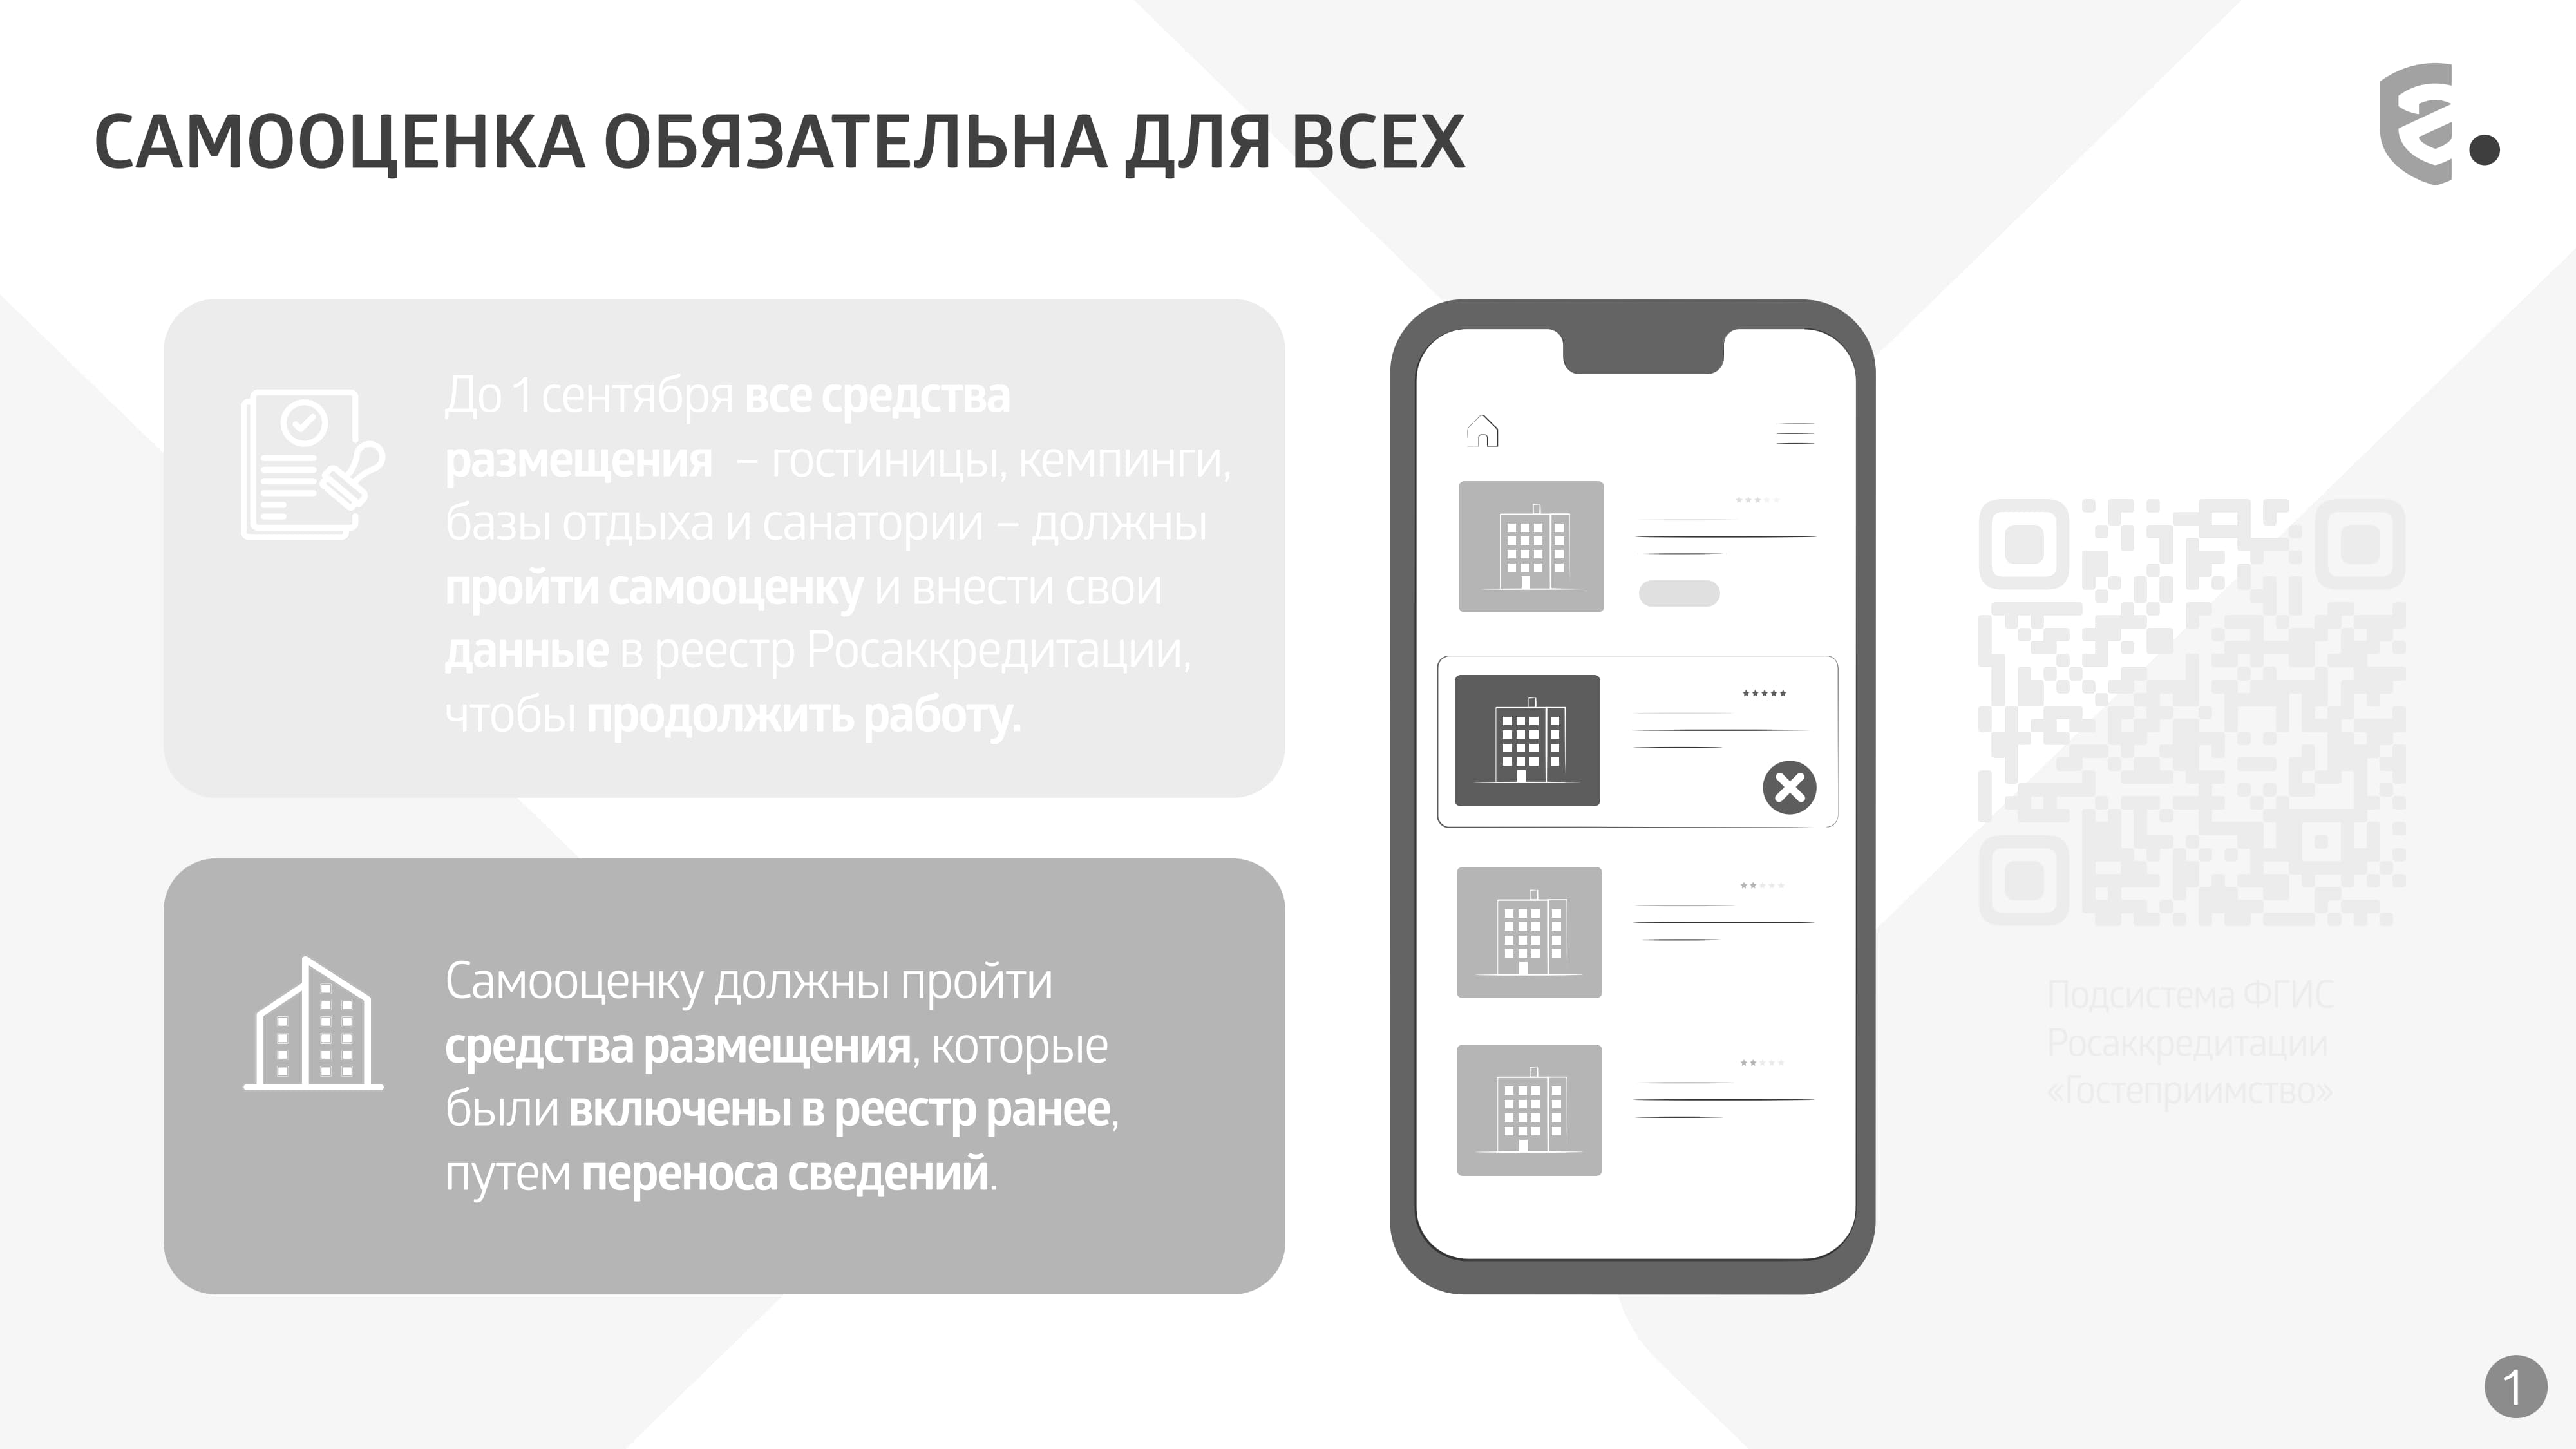 САМООЦЕНКА ОБЯЗАТЕЛЬНА ДЛЯ ВСЕХ
До 1 сентября все средства
размещения – гостиницы, кемпинги,
базы отдыха и санатории – должны
пройти самооценку и внести свои
данные в реестр Росаккредитации,
чтобы продолжить работу.
Самооценку должны пройти
средства размещения, которые
были включены в реестр ранее,
путем переноса сведений.
Подсистема ФГИС
Росаккредитации
«Гостеприимство»
1